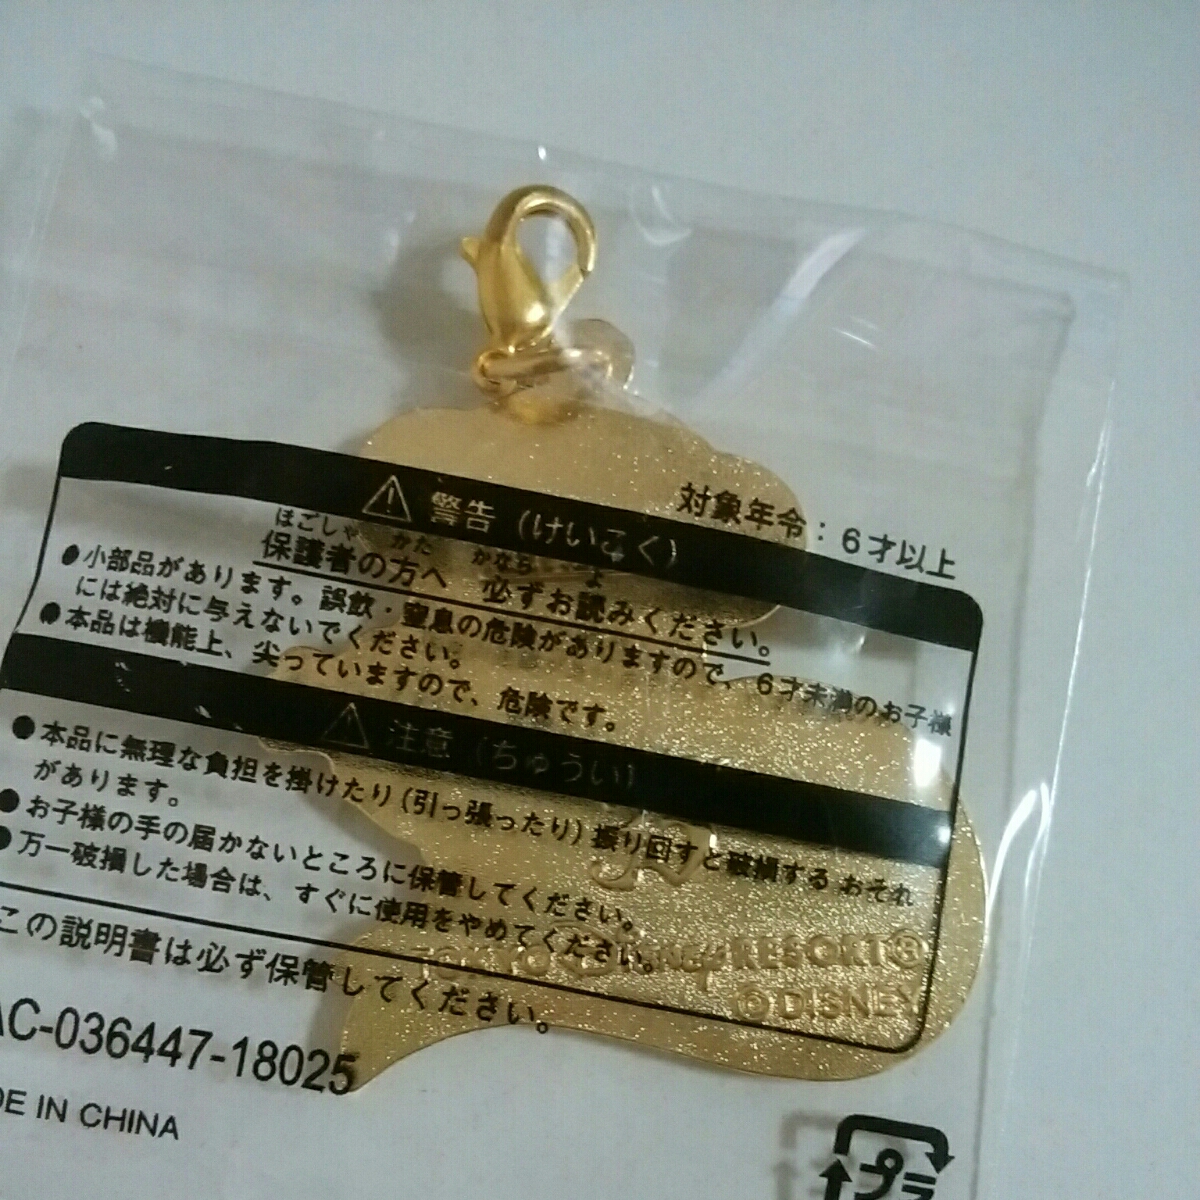 対象年令：6才以上
⚠ 警告 (けいこく)
ほごしゃ かた かなら よ
保護者の方へ 必ずお読みください。
●小部品があります。誤飲・窒息の危険がありますので、6才未満のお子様
には絶対に与えないでください。
●本品は機能上、尖っていますので、危険です。
⚠ 注意 (ちゅうい)
●本品に無理な負担を掛けたり(引っ張ったり)振り回すと破損するおそれ
があります。
●お子様の手の届かないところに保管してください。
●万一破損した場合は、すぐに使用をやめてください。
この説明書は必ず保管してください。
TOKYO DISNEY RESORT®
© DISNEY
AC-036447-18025
DE IN CHINA
プラ